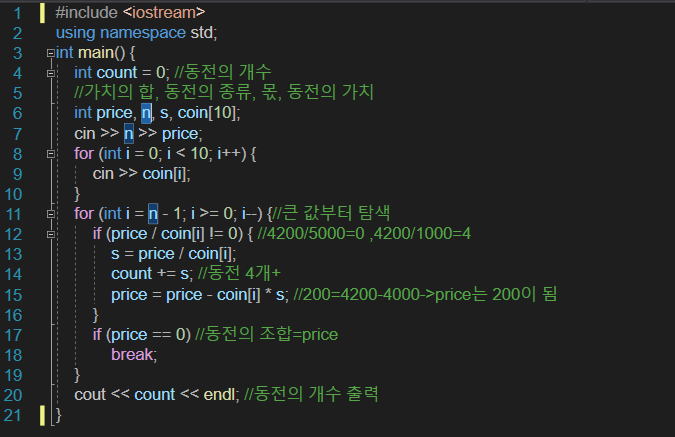 1 #include <iostream>
2 using namespace std;
3 int main() {
4 int count = 0; //동전의 개수
5 //가치의 합, 동전의 종류, 몫, 동전의 가치
6 int price, n, s, coin[10];
7 cin >> n >> price;
8 for (int i = 0; i < 10; i++) {
9 cin >> coin[i];
10 }
11 for (int i = n - 1; i >= 0; i--) {//큰 값부터 탐색
12 if (price / coin[i] != 0) { //4200/5000=0 ,4200/1000=4
13 s = price / coin[i];
14 count += s; //동전 4개+
15 price = price - coin[i] * s; //200=4200-4000->price는 200이 됨
16 }
17 if (price == 0) //동전의 조합=price
18 break;
19 }
20 cout << count << endl; //동전의 개수 출력
21 }